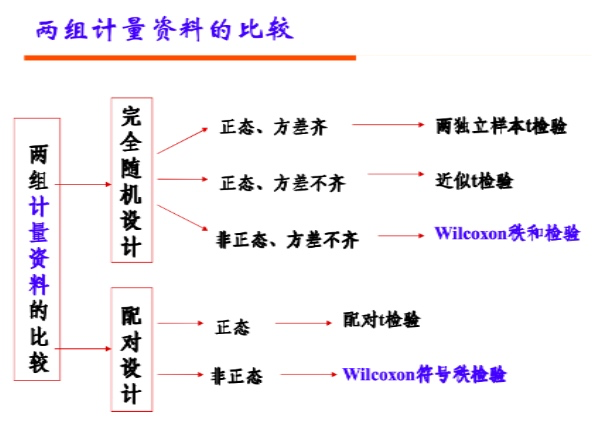 两组计量资料的比较
两组计量资料的比较
完全随机设计
正态、方差齐
两独立样本t检验
正态、方差不齐
近似t检验
非正态、方差不齐
Wilcoxon秩和检验
配对设计
正态
配对t检验
非正态
Wilcoxon符号秩检验